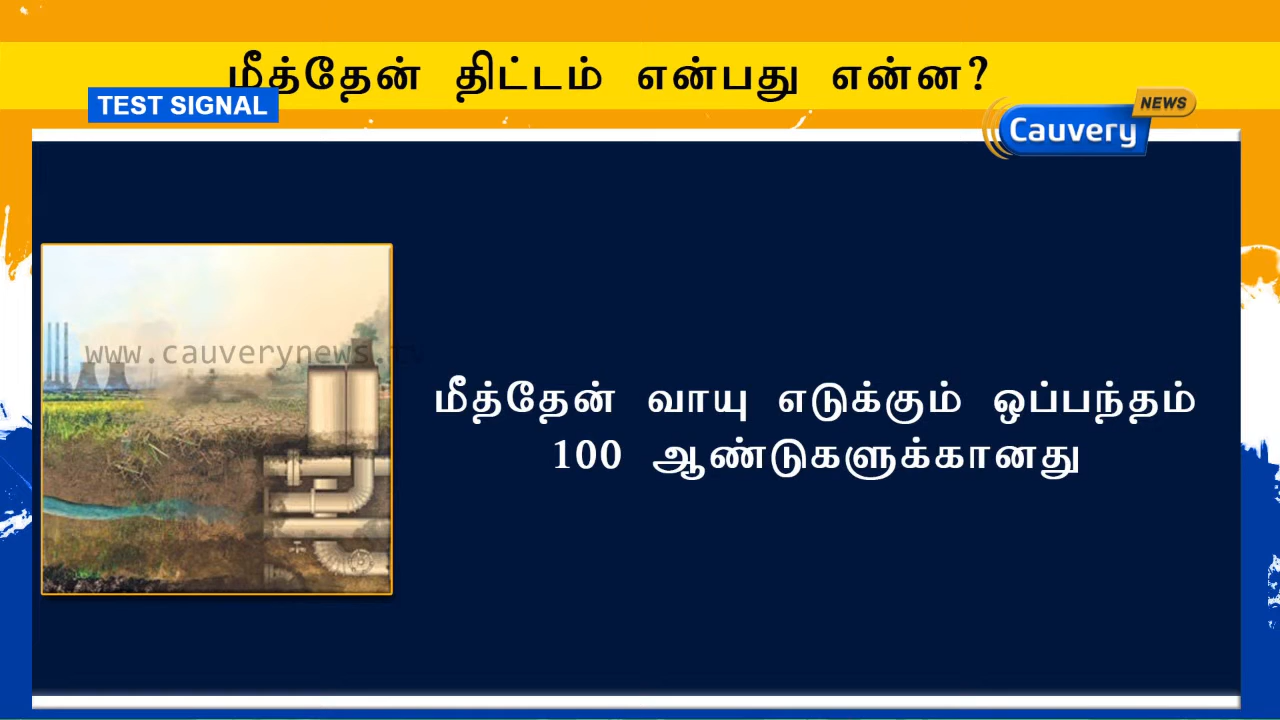 மீத்தேன் திட்டம் என்பது என்ன?
TEST SIGNAL
NEWS
Cauvery
www.cauverynews.tv
மீத்தேன் வாயு எடுக்கும் ஒப்பந்தம்
100 ஆண்டுகளுக்கானது